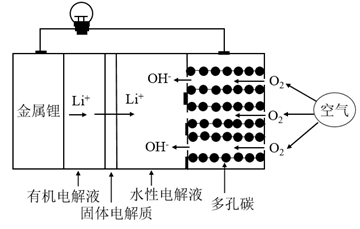 金属锂
Li⁺
Li⁺
OH⁻
OH⁻
O₂
O₂
O₂
空气
有机电解液
固体电解质
水性电解液
多孔碳